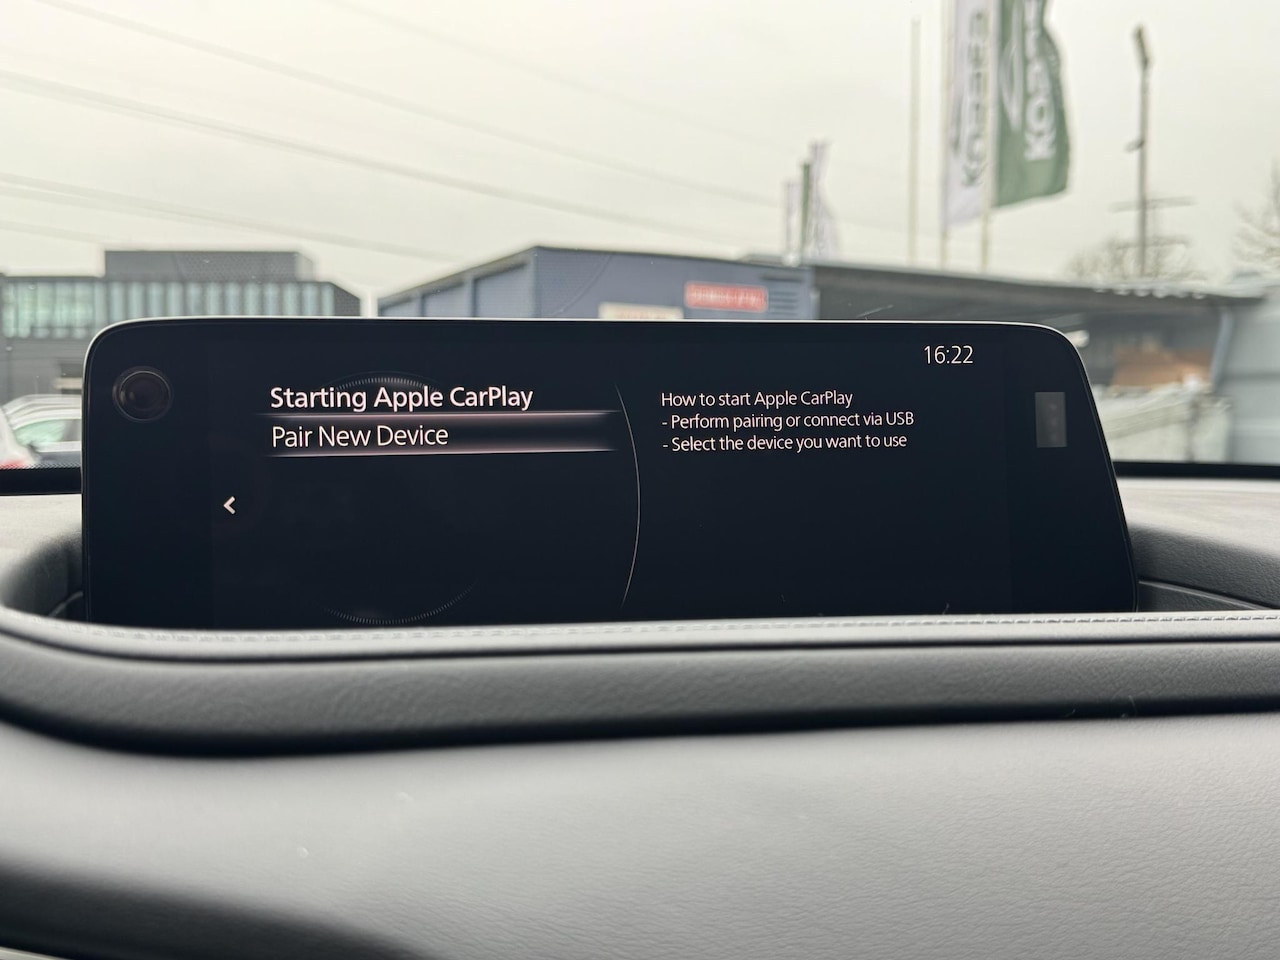 16:22
Starting Apple CarPlay
Pair New Device
How to start Apple CarPlay
- Perform pairing or connect via USB
- Select the device you want to use